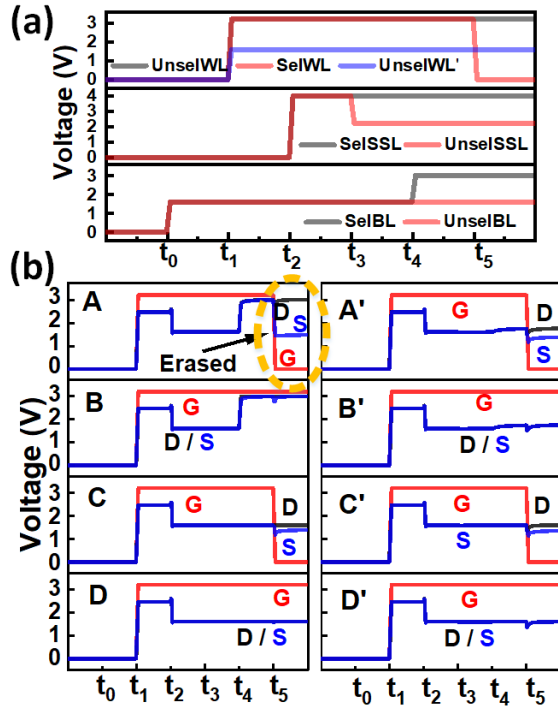 (a)
Voltage (V)
3
2
1
0
UnselWL SelWL UnselWL'
4
3
2
1
0
SelSSL UnselSSL
3
2
1
0
SelBL UnselBL
t0 t1 t2 t3 t4 t5
(b)
Voltage (V)
A
3
2
1
0
D
S
Erased
G
A'
G
D
S
B
3
2
1
0
G
D / S
B'
G
D / S
C
3
2
1
0
G
D
S
C'
G
S
D
S
D
3
2
1
0
G
D / S
D'
G
D / S
t0 t1 t2 t3 t4 t5
t0 t1 t2 t3 t4 t5